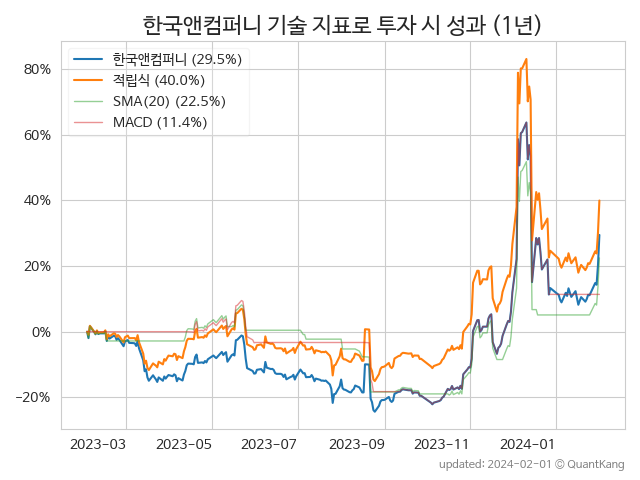 한국앤컴퍼니 기술 지표로 투자 시 성과 (1년)
한국앤컴퍼니 (29.5%)
적립식 (40.0%)
SMA(20) (22.5%)
MACD (11.4%)
80%
60%
40%
20%
0%
−20%
2023-03 2023-05 2023-07 2023-09 2023-11 2024-01
updated: 2024-02-01 © QuantKang